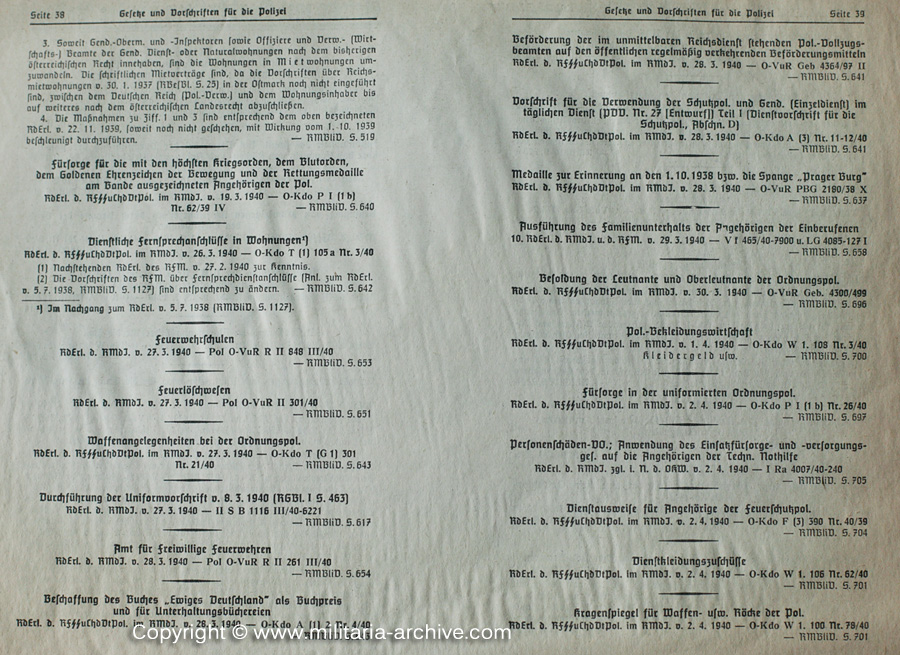 Seite 38 Gesetze und Vorschriften für die Polizei
3. Soweit Gend.-Oberm. und -Inspektoren sowie Offiziere und Verw.- (Wirt-
schafts-) Beamte der Gend. Dienst- oder Naturalwohnungen nach dem bisherigen
österreichischen Recht innehaben, sind die Wohnungen in Mietwohnungen um-
zuwandeln. Die schriftlichen Mietverträge sind, da die Vorschriften über Reichs-
mietwohnungen v. 30. 1. 1937 (RBesBl. S. 25) in der Ostmark noch nicht eingeführt
sind, zwischen dem Deutschen Reich (Pol.-Verw.) und dem Wohnungsinhaber bis
auf weiteres nach dem österreichischen Landesrecht abzuschließen.
4. Die Maßnahmen zu Ziff. 1 und 3 sind entsprechend dem oben bezeichneten
RdErl. v. 22. 11. 1939, soweit noch nicht geschehen, mit Wirkung vom 1. 10. 1939
beschleunigt durchzuführen. — RMBliV. S. 519
Fürsorge für die mit den höchsten Kriegsorden, dem Blutorden,
dem Goldenen Ehrenzeichen der Bewegung und der Rettungsmedaille
am Bande ausgezeichneten Angehörigen der Pol.
RdErl. d. RFSSuChdDtPol. im RMdJ. v. 19. 3. 1940 — O-Kdo P I (1 b)
Nr. 62/39 IV — RMBliV. S. 640
Dienstliche Fernsprechanschlüsse in Wohnungen¹)
RdErl. d. RFSSuChdDtPol. im RMdJ. v. 26. 3. 1940 — O-Kdo T (1) 105 a Nr. 3/40
(1) Nachstehenden RdErl. des RFM. v. 27. 2. 1940 zur Kenntnis.
(2) Die Vorschriften des RFM. über Fernsprechdienstanschlüsse (Anl. zum RdErl.
v. 5. 7. 1938, RMBliV. S. 1127) sind entsprechend zu ändern. — RMBliV. S. 642
¹) Im Nachgang zum RdErl. v. 5. 7. 1938 (RMBliV. S. 1127).
Feuerwehrschulen
RdErl. d. RMdJ. v. 27. 3. 1940 — Pol O-VuR R II 848 III/40
— RMBliV. S. 653
Feuerlöschwesen
RdErl. d. RMdJ. v. 27. 3. 1940 — Pol O-VuR R II 301/40
— RMBliV. S. 651
Waffenangelegenheiten bei der Ordnungspol.
RdErl. d. RFSSuChdDtPol. im RMdJ. v. 27. 3. 1940 — O-Kdo T (G 1) 301
Nr. 21/40 — RMBliV. S. 643
Durchführung der Uniformvorschrift v. 8. 3. 1940 (RGBl. I S. 463)
RdErl. d. RMdJ. v. 27. 3. 1940 — II S B 1116 III/40-6221
— RMBliV. S. 617
Amt für Freiwillige Feuerwehren
RdErl. d. RMdJ. v. 28. 3. 1940 — Pol O-VuR R II 261 III/40
— RMBliV. S. 654
Beschaffung des Buches „Ewiges Deutschland" als Buchpreis
und für Unterhaltungsbüchereien
RdErl. d. RFSSuChdDtPol. im RMdJ. v. 28. 3. 1940 — O-Kdo A (1) 2 Nr. 4/40
Gesetze und Vorschriften für die Polizei Seite 39
Beförderung der im unmittelbaren Reichsdienst stehenden Pol.-Vollzugs-
beamten auf den öffentlichen regelmäßig verkehrenden Beförderungsmitteln
RdErl. d. RFSSuChdDtPol. im RMdJ. v. 28. 3. 1940 — O-VuR Geb 4364/97 II
— RMBliV. S. 641
Vorschrift für die Verwendung der Schutzpol. und Gend. (Einzeldienst) im
täglichen Dienst (PDV. Nr. 27 [Entwurf]) Teil I (Dienstvorschrift für die
Schutzpol., Abschn. D)
RdErl. d. RFSSuChdDtPol. im RMdJ. v. 28. 3. 1940 — O-Kdo A (3) Nr. 11-12/40
— RMBliV. S. 641
Medaille zur Erinnerung an den 1. 10. 1938 bzw. die Spange „Prager Burg"
RdErl. d. RFSSuChdDtPol. im RMdJ. v. 28. 3. 1940 — O-VuR PBG 2180/38 X
— RMBliV. S. 637
Ausführung des Familienunterhalts der Angehörigen der Einberufenen
10. RdErl. d. RMdJ. u. d. RFM. v. 29. 3. 1940 — V f 465/40-7900 u. LG 4085-127 I
— RMBliV. S. 658
Besoldung der Leutnante und Oberleutnante der Ordnungspol.
RdErl. d. RFSSuChdDtPol. im RMdJ. v. 30. 3. 1940 — O-VuR Geb. 4300/499
— RMBliV. S. 696
Pol.-Bekleidungswirtschaft
RdErl. d. RFSSuChdDtPol. im RMdJ. v. 1. 4. 1940 — O-Kdo W 1. 108 Nr. 3/40
Kleidergeld usw. — RMBliV. S. 700
Fürsorge in der uniformierten Ordnungspol.
RdErl. d. RFSSuChdDtPol. im RMdJ. v. 2. 4. 1940 — O-Kdo P I (1 b) Nr. 26/40
— RMBliV. S. 697
Personenschäden-VO.; Anwendung des Einsatzfürsorge- und -versorgungs-
ges. auf die Angehörigen der Techn. Nothilfe
RdErl. d. RMdJ. zgl. i. N. d. OKW. v. 2. 4. 1940 — I Ra 4007/40-240
— RMBliV. S. 705
Dienstausweise für Angehörige der Feuerschutzpol.
RdErl. d. RFSSuChdDtPol. im RMdJ. v. 2. 4. 1940 — O-Kdo F (3) 390 Nr. 40/39
— RMBliV. S. 704
Dienstkleidungszuschüsse
RdErl. d. RFSSuChdDtPol. im RMdJ. v. 2. 4. 1940 — O-Kdo W 1. 106 Nr. 62/40
— RMBliV. S. 701
Kragenspiegel für Waffen- usw. Röcke der Pol.
RdErl. d. RFSSuChdDtPol. im RMdJ. v. 2. 4. 1940 — O-Kdo W 1. 100 Nr. 78/40
— RMBliV. S. 701
Copyright © www.militaria-archive.com